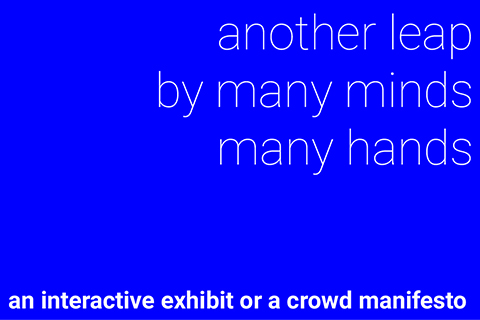 another leap
by many minds
many hands
an interactive exhibit or a crowd manifesto